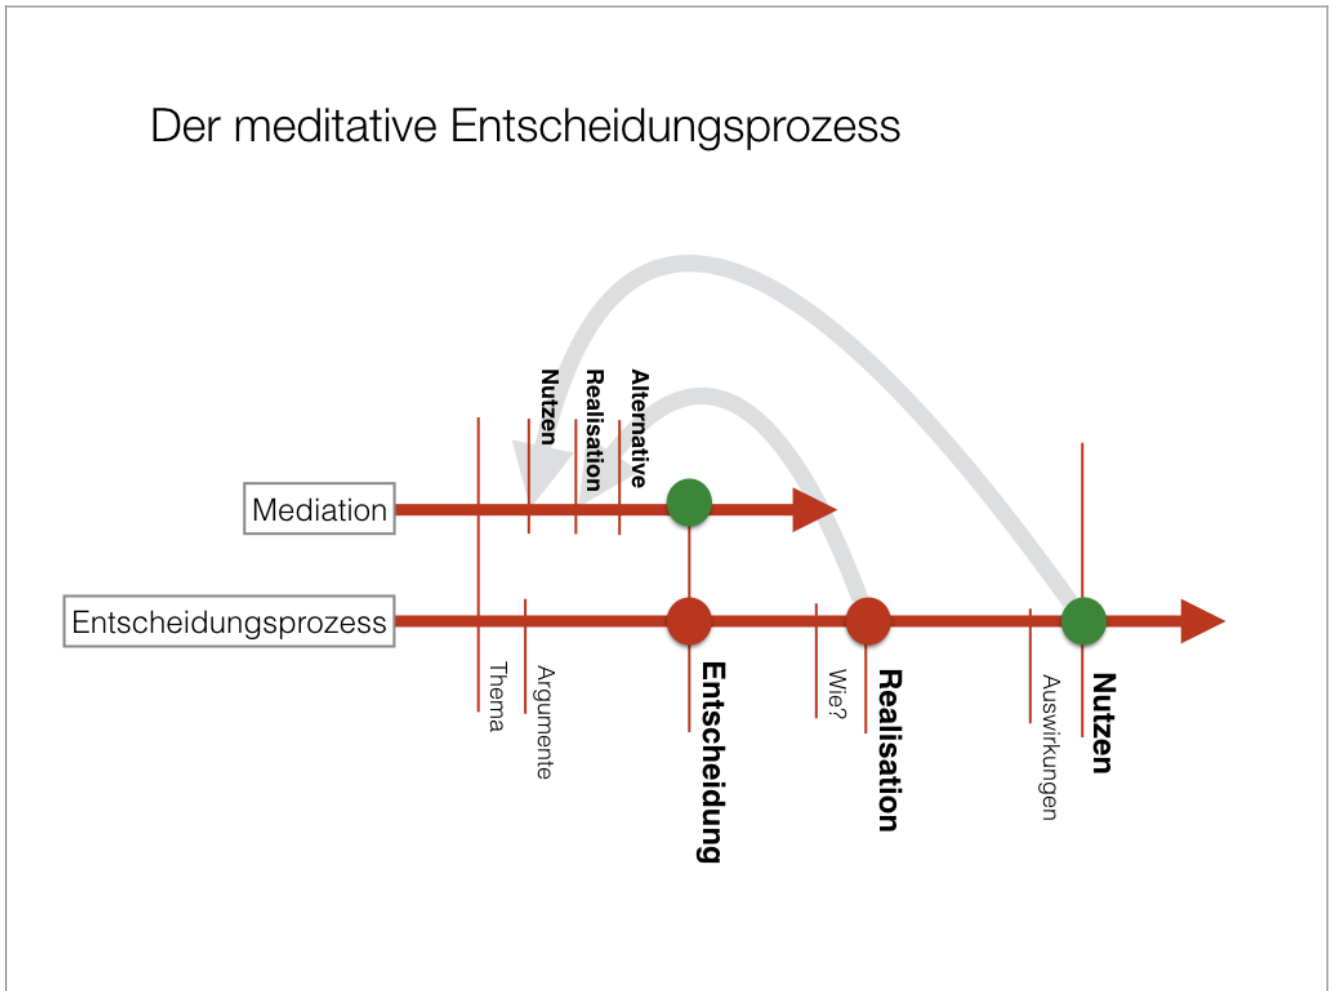 Der meditative Entscheidungsprozess
Nutzen
Realisation
Alternative
Mediation
Entscheidungsprozess
Thema
Argumente
Entscheidung
Wie?
Realisation
Auswirkungen
Nutzen